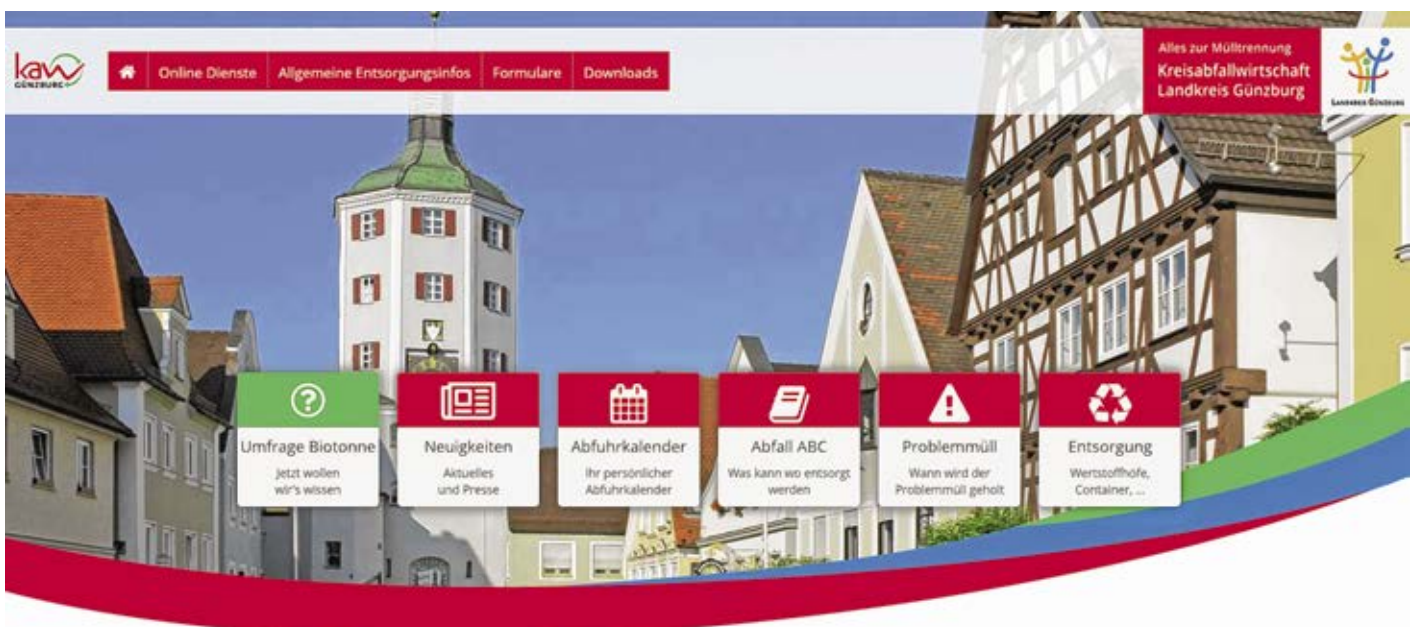 kaw
GÜNZBURG
Online Dienste
Allgemeine Entsorgungsinfos
Formulare
Downloads
Alles zur Mülltrennung
Kreisabfallwirtschaft
Landkreis Günzburg
LANDKREIS GÜNZBURG
Umfrage Biotonne
Jetzt wollen
wir's wissen
Neuigkeiten
Aktuelles
und Presse
Abfuhrkalender
Ihr persönlicher
Abfuhrkalender
Abfall ABC
Was kann wo entsorgt
werden
Problemmüll
Wann wird der
Problemmüll geholt
Entsorgung
Wertstoffhöfe,
Container, ...